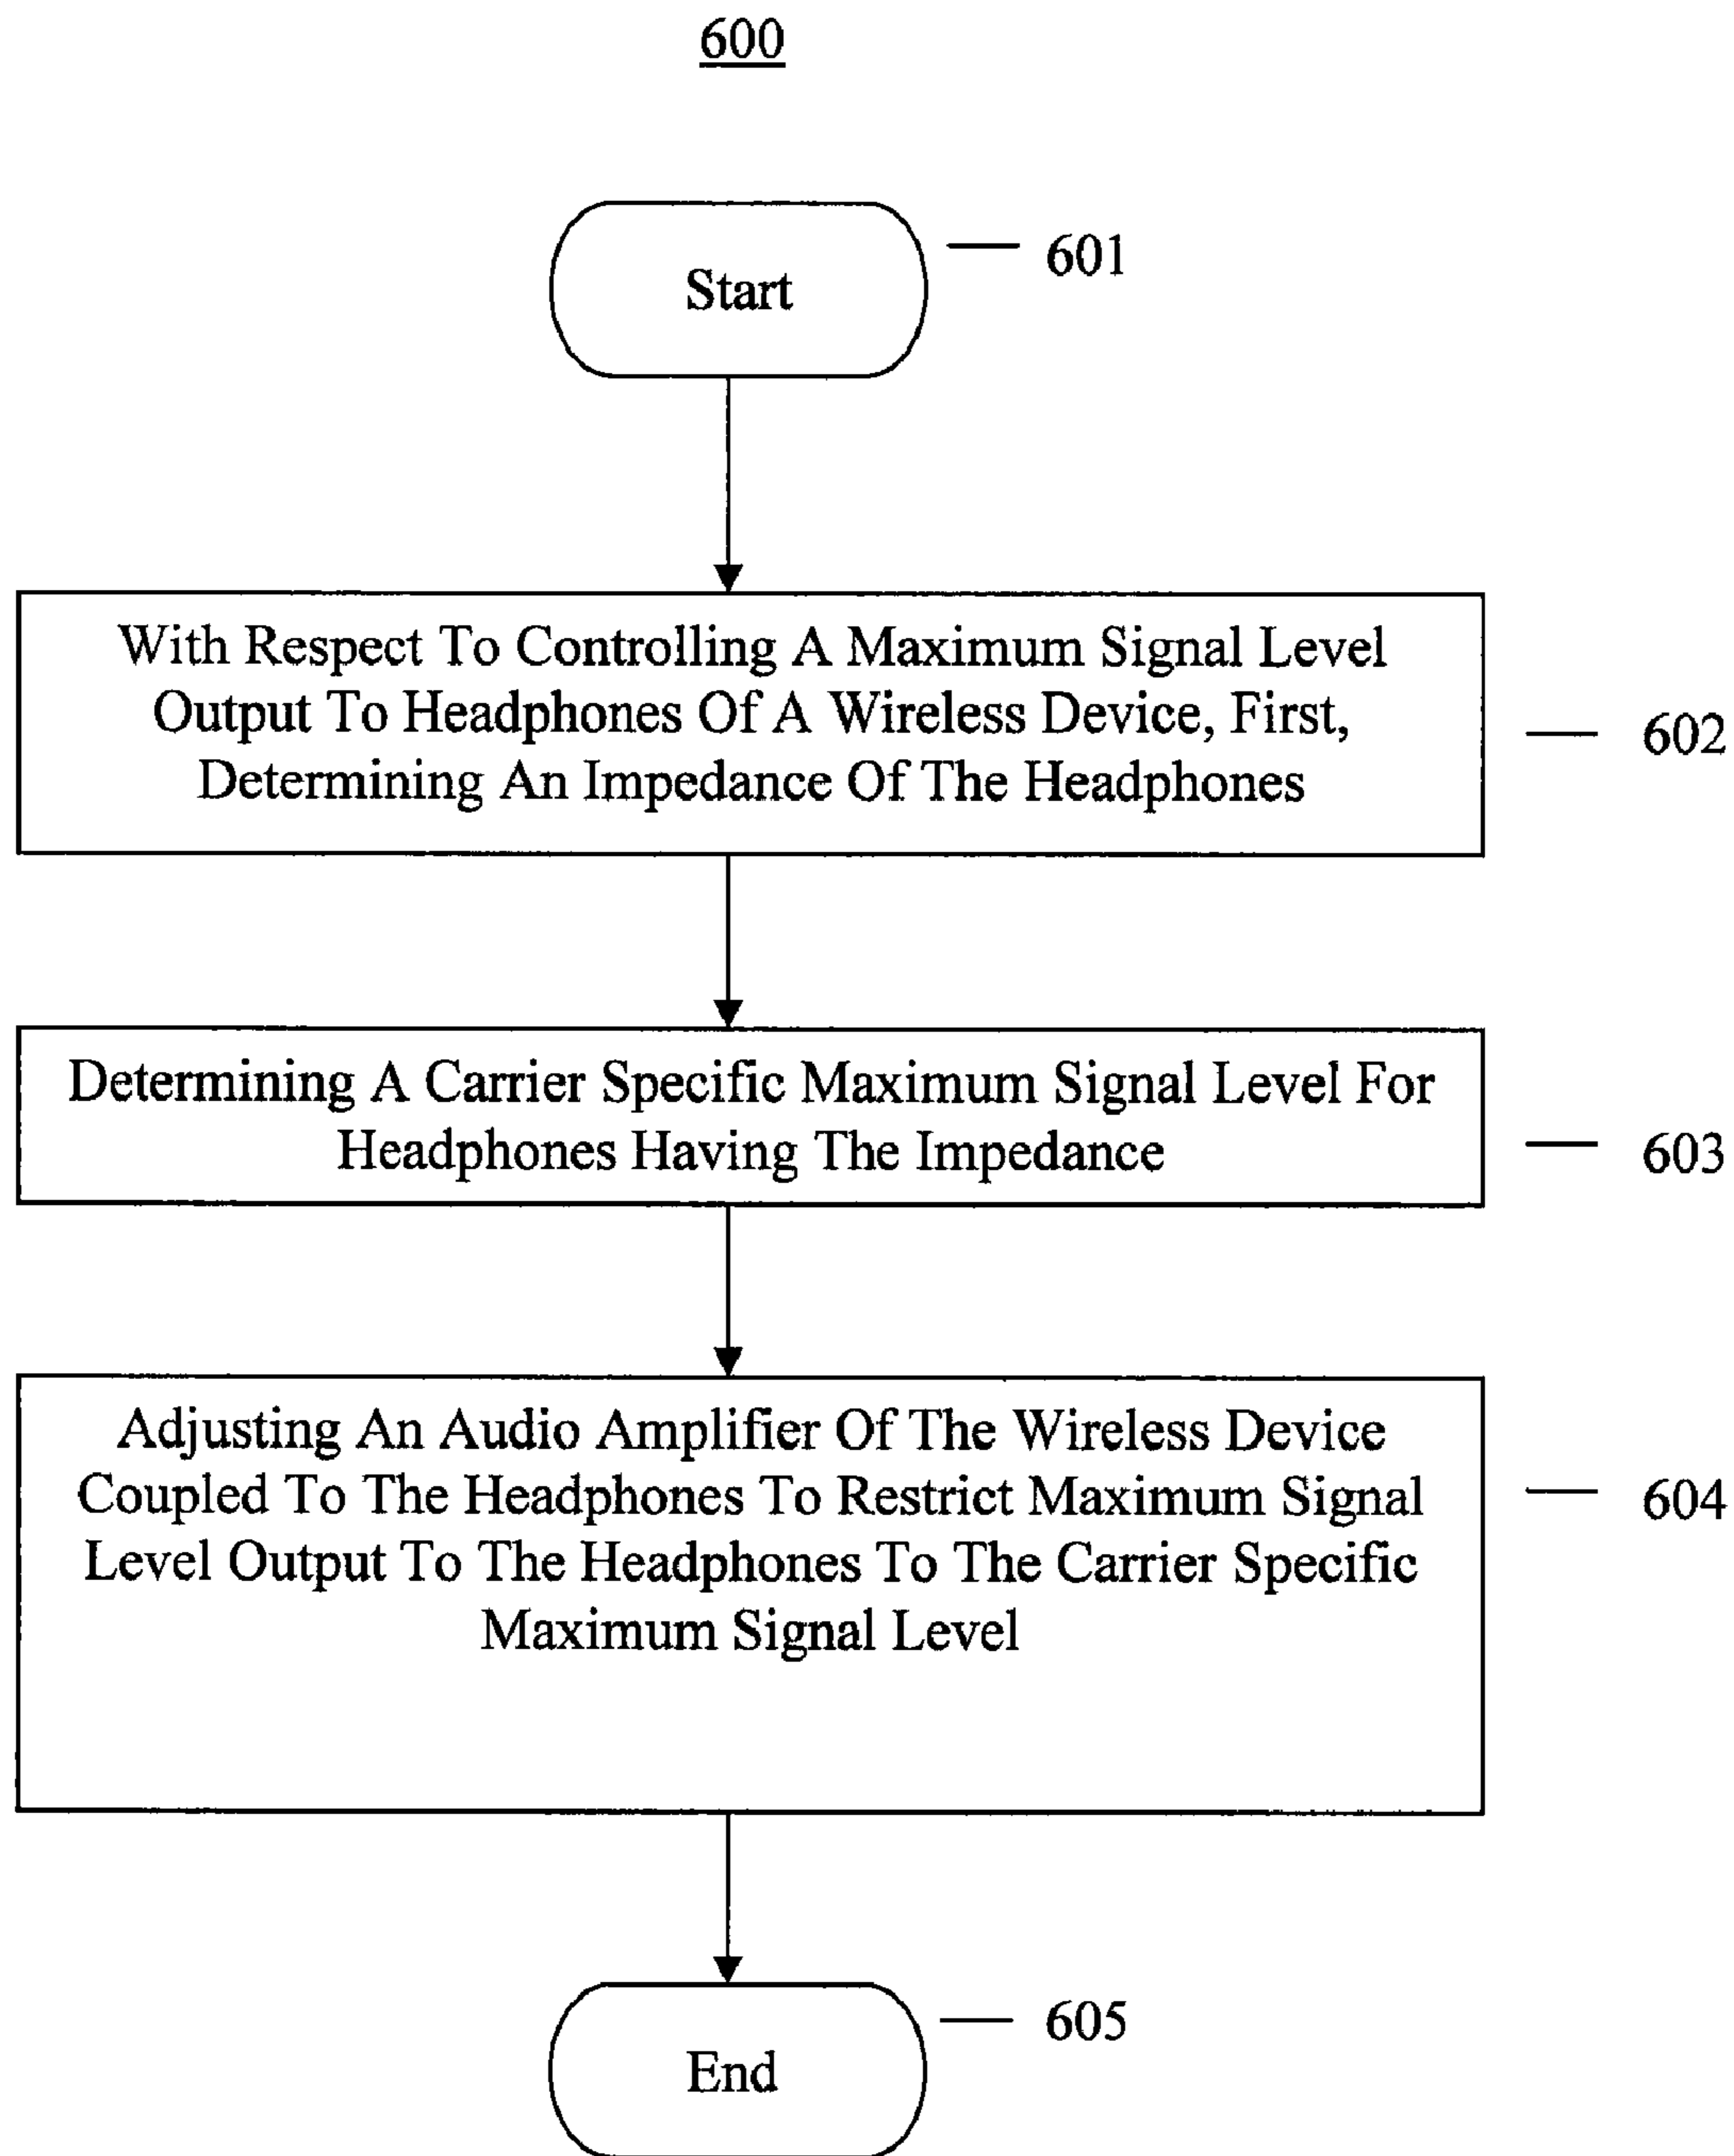 600
Start
601
With Respect To Controlling A Maximum Signal Level
Output To Headphones Of A Wireless Device, First,
Determining An Impedance Of The Headphones
602
Determining A Carrier Specific Maximum Signal Level For
Headphones Having The Impedance
603
Adjusting An Audio Amplifier Of The Wireless Device
Coupled To The Headphones To Restrict Maximum Signal
Level Output To The Headphones To The Carrier Specific
Maximum Signal Level
604
End
605